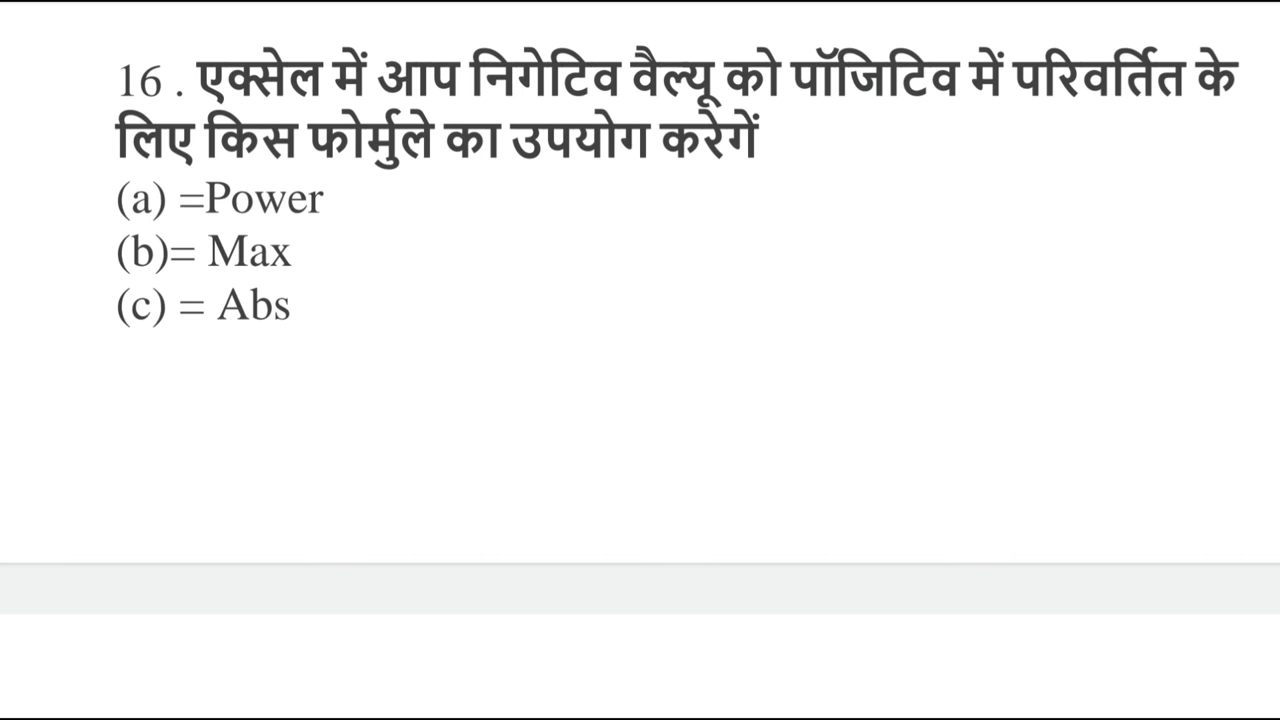 16 . एक्सेल में आप निगेटिव वैल्यू को पॉजिटिव में परिवर्तित के
लिए किस फोर्मुले का उपयोग करेगें
(a) =Power
(b)= Max
(c) = Abs